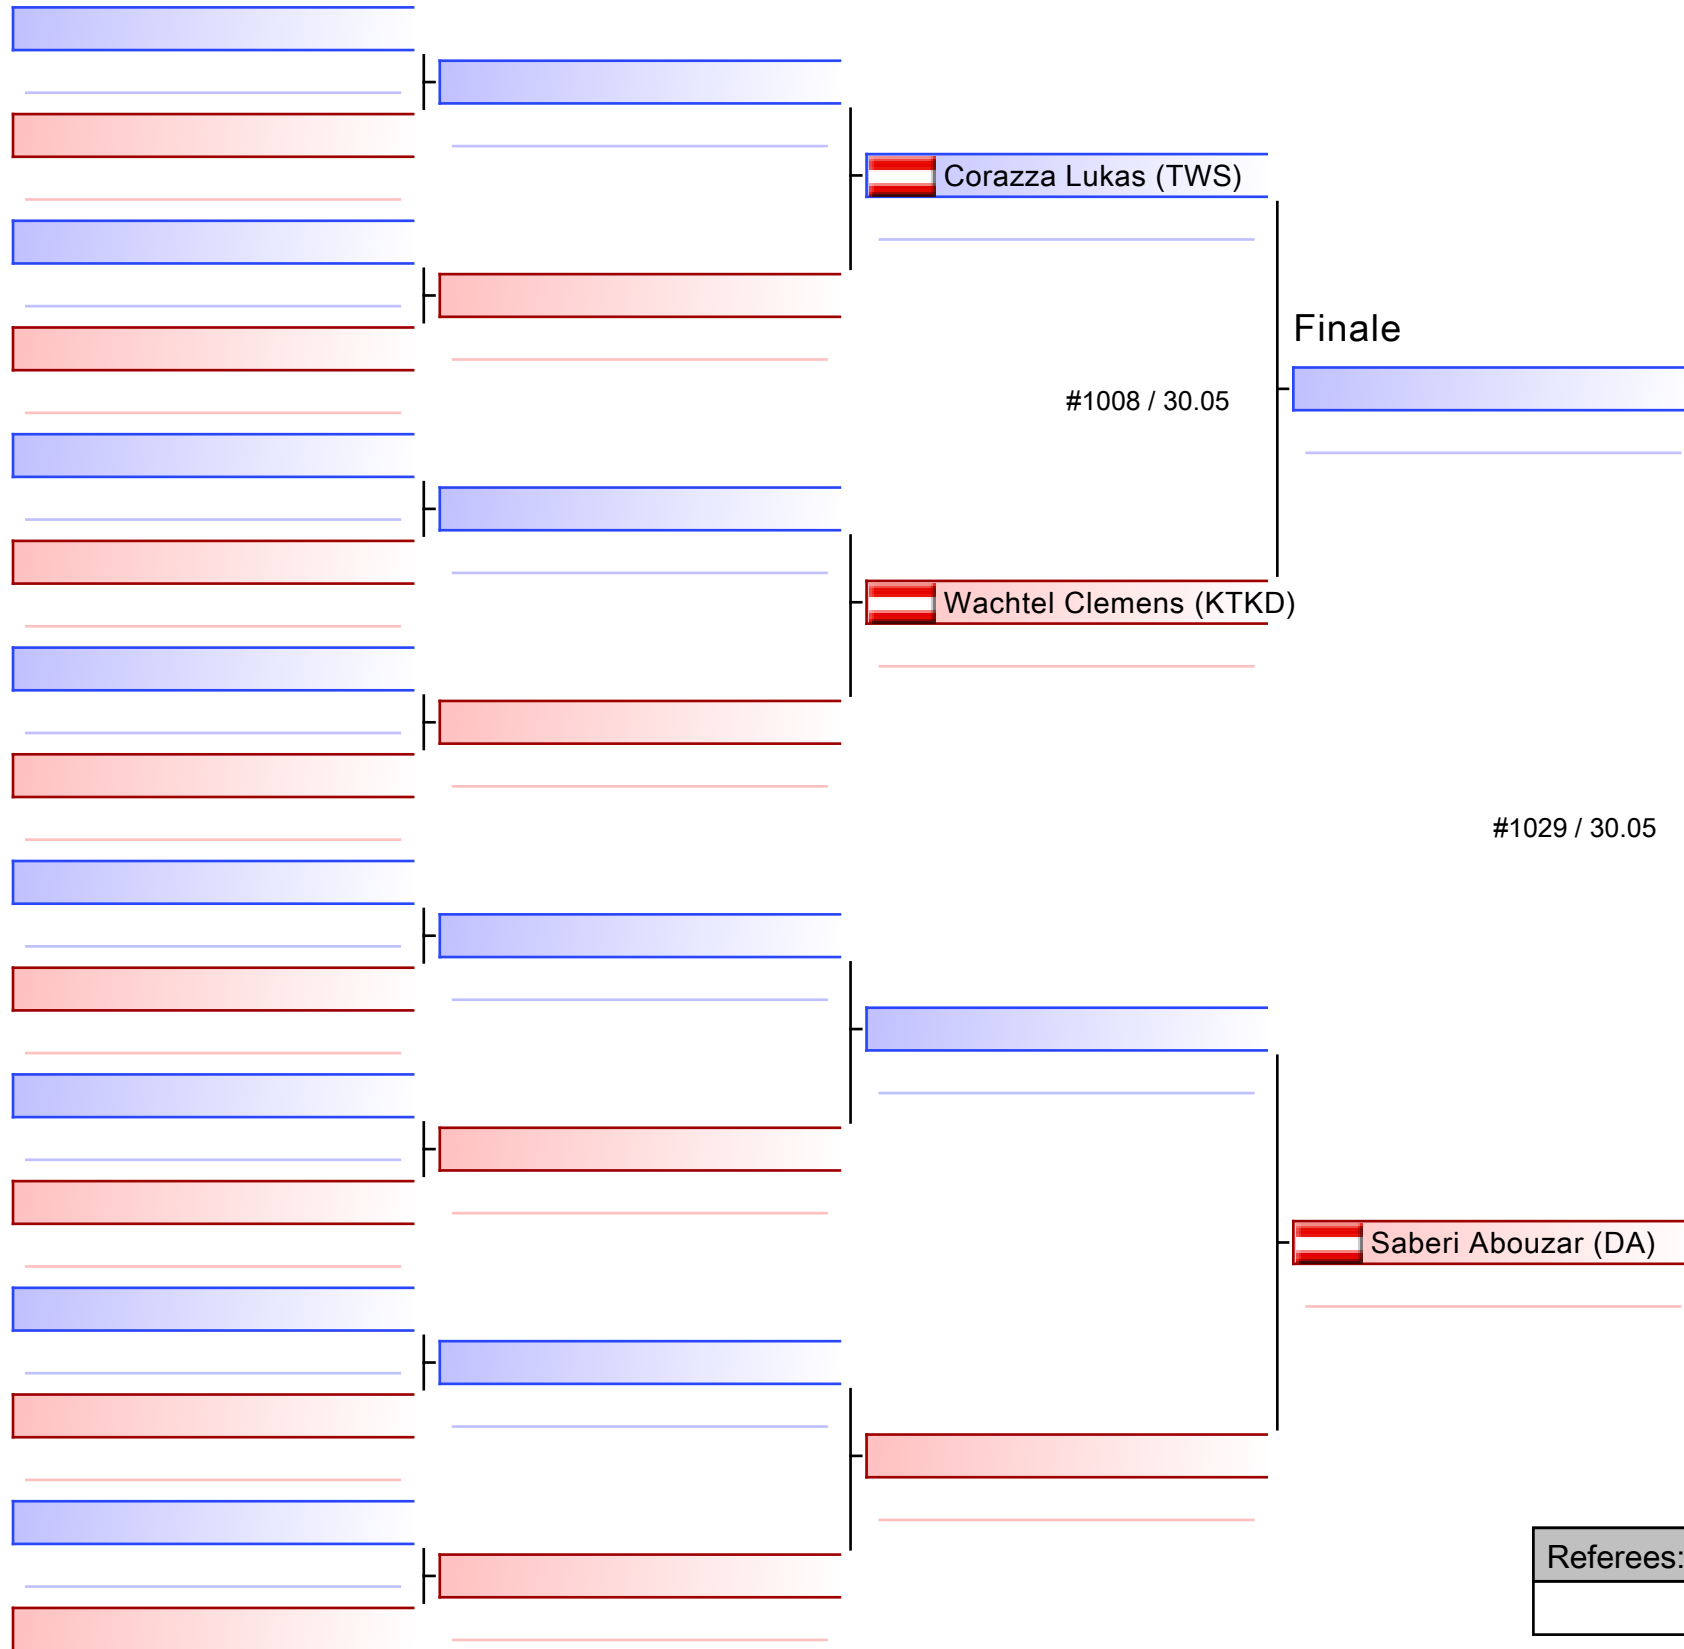 Corazza Lukas (TWS)
Finale
#1008 / 30.05
Wachtel Clemens (KTKD)
#1029 / 30.05
Saberi Abouzar (DA)
Referees: